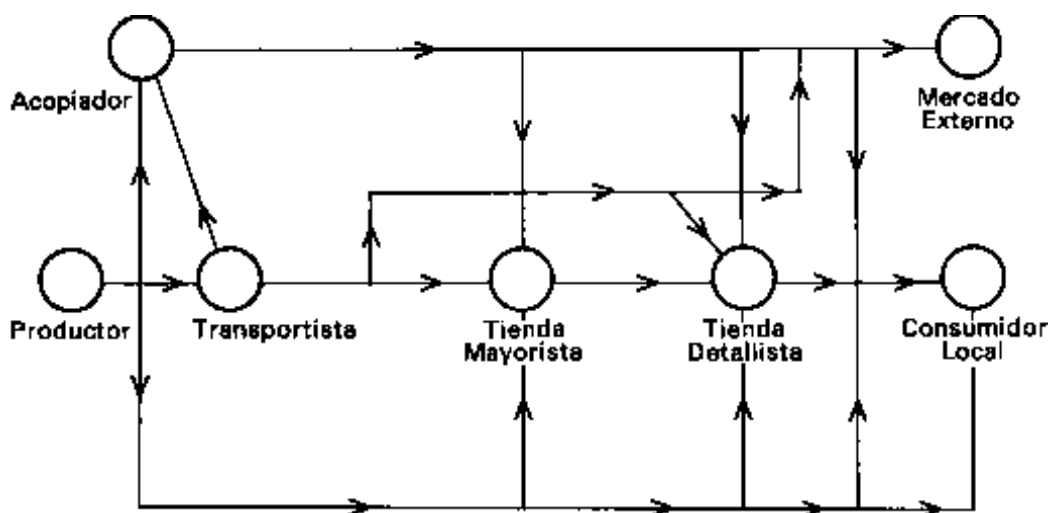 Acopiador
Mercado
Externo
Productor
Transportista
Tienda
Mayorista
Tienda
Detallista
Consumidor
Local